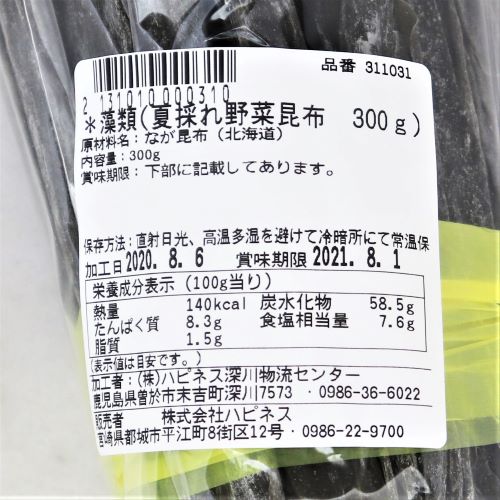 品番 311031
2 131010 000310
*藻類(夏採れ野菜昆布 300g)
原材料名:なが昆布(北海道)
内容量:300g
賞味期限:下部に記載してあります。
保存方法:直射日光、高温多湿を避けて冷暗所にて常温保
加工日2020. 8. 6 賞味期限2021. 8. 1
栄養成分表示(100g当り)
熱量 140kcal 炭水化物 58.5g
たんぱく質 8.3g 食塩相当量 7.6g
脂質 1.5g
(表示値は目安です。)
加工者:(株)ハピネス深川物流センター
鹿児島県曽於市末吉町深川7573・0986-36-6022
販売者 株式会社ハピネス
宮崎県都城市平江町8街区12号・0986-22-9700